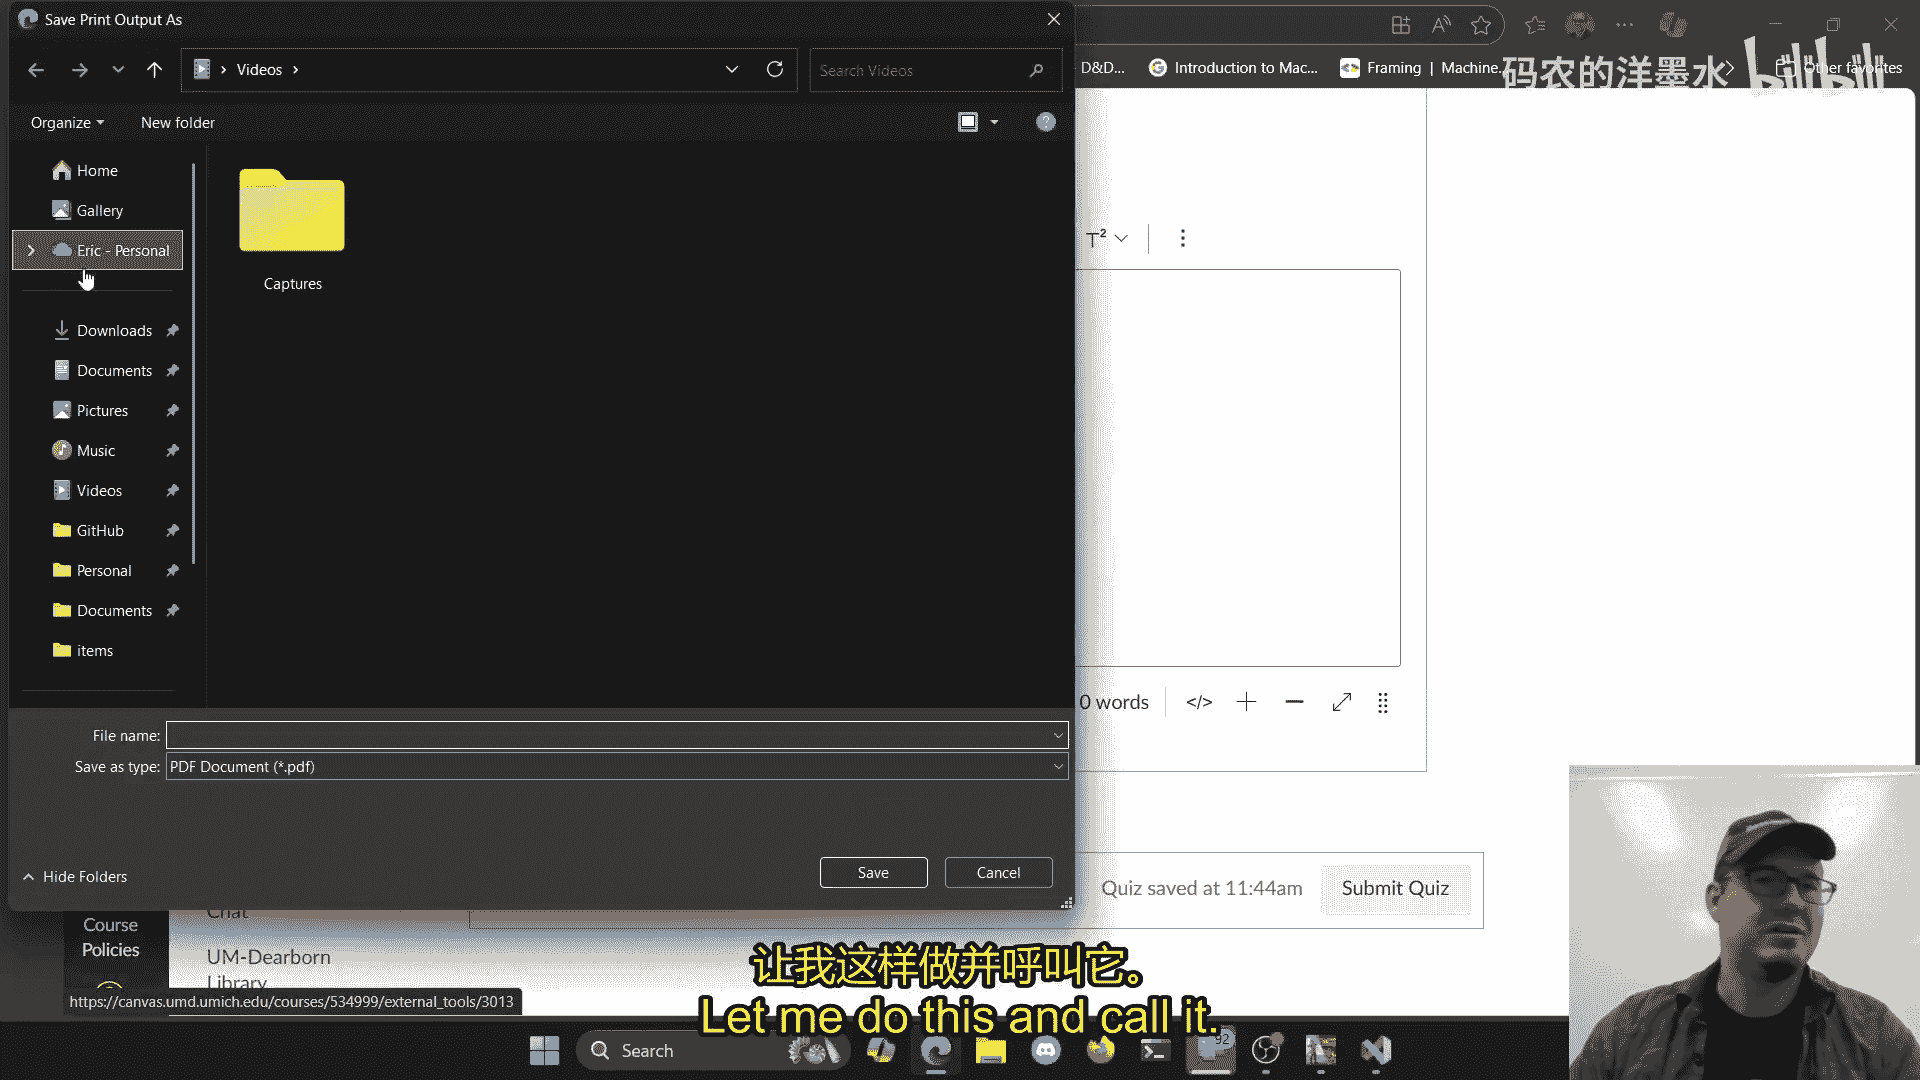 Save Print Output As
Videos
Search Videos
D&D...
Introduction to Mac...
Framing | Machine...
Other favorites
码农的洋墨水
bilibili
Organize
New folder
Home
Gallery
Eric - Personal
Downloads
Documents
Pictures
Music
Videos
GitHub
Personal
Documents
items
Captures
T²
0 words
</>
File name:
Save as type: PDF Document (*.pdf)
Hide Folders
Save
Cancel
Quiz saved at 11:44am
Submit Quiz
Chat
Course
Policies
UM-Dearborn
Library
https://canvas.umd.umich.edu/courses/534999/external_tools/3013
让我这样做并呼叫它。
Let me do this and call it.
Search
92